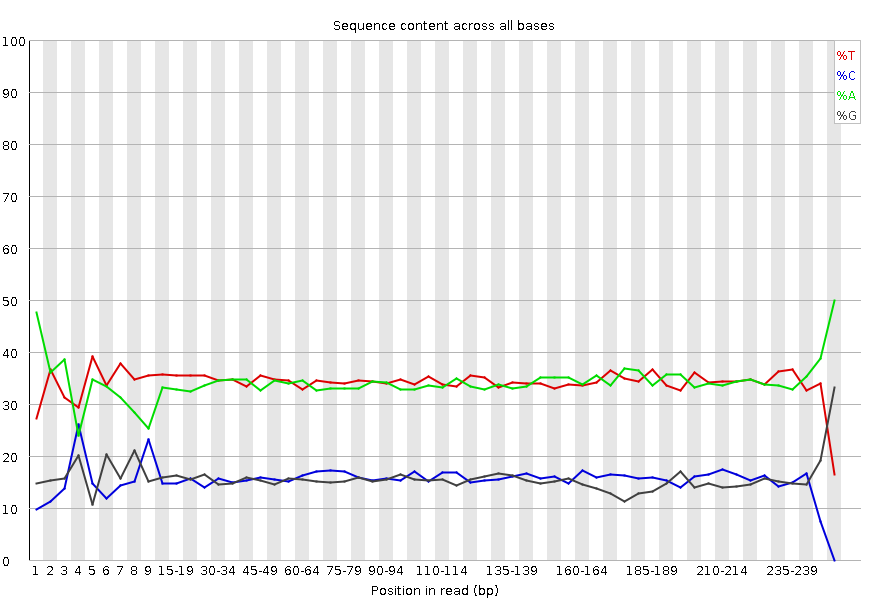 Sequence content across all bases
100
90
80
70
60
50
40
30
20
10
0
%T
%C
%A
%G
1 2 3 4 5 6 7 8 9 15-19 30-34 45-49 60-64 75-79 90-94 110-114 135-139 160-164 185-189 210-214 235-239
Position in read (bp)